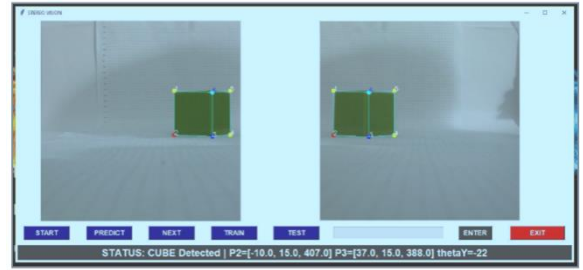 START PREDICT NEXT TRAIN TEST ENTER EXIT
STATUS: CUBE Detected | P2=[-10.0, 15.0, 407.0] P3=[37.0, 15.0, 388.0] thetaY=-22